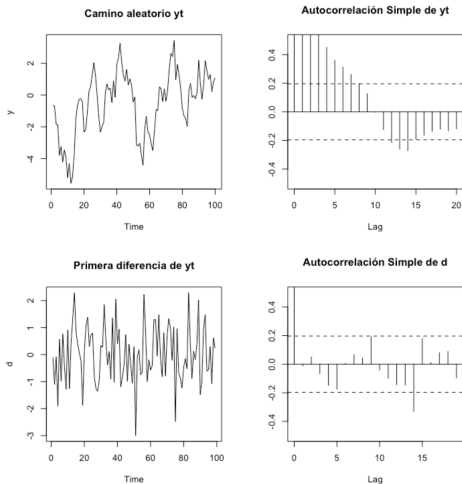 Camino aleatorio yt
y
-4 -2 0 2
0 20 40 60 80 100
Time
Autocorrelación Simple de yt
-0.4 -0.2 0.0 0.2 0.4
0 5 10 15 20
Lag
Primera diferencia de yt
d
-3 -2 -1 0 1 2
0 20 40 60 80 100
Time
Autocorrelación Simple de d
-0.4 -0.2 0.0 0.2 0.4
0 5 10 15
Lag